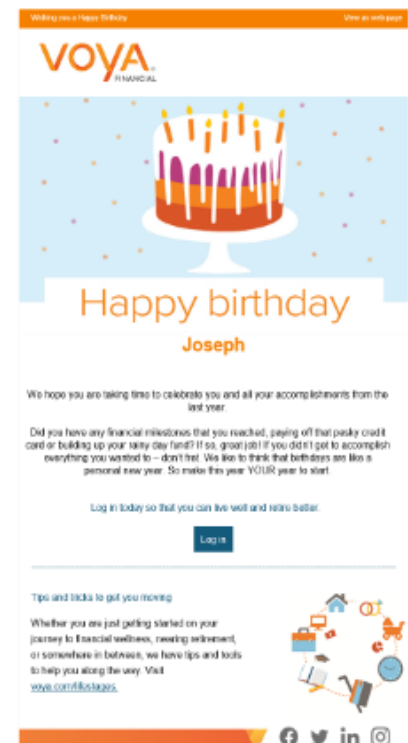 Wishing you a Happy Birthday
View as web page
VOYA
FINANCIAL
Happy birthday
Joseph
We hope you are taking time to celebrate you and all your accomplishments from the
last year.
Did you have any financial milestones that you reached, paying off that pesky credit
card or building up your rainy day fund? If so, great job! If you didn't get to accomplish
everything you wanted to – don't fret. We like to think that birthdays are like a
personal new year. So make this year YOUR year to start.
Log in today so that you can live well and retire better.
Log in
Tips and tricks to get you moving
Whether you are just getting started on your
journey to financial wellness, nearing retirement,
or somewhere in between, we have tips and tools
to help you along the way. Visit
voya.com/lifestages.